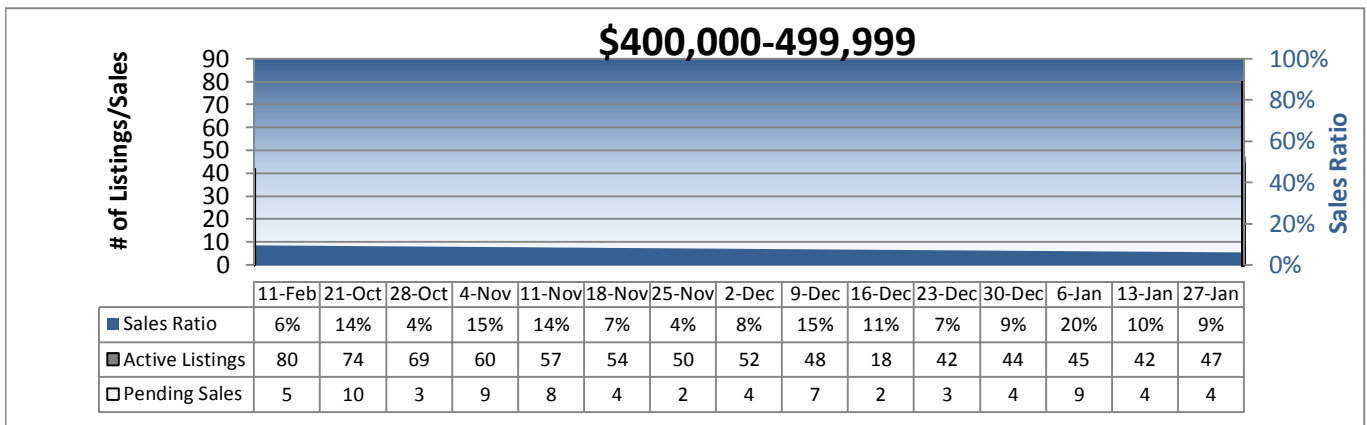 $400,000-499,999
# of Listings/Sales
90
80
70
60
50
40
30
20
10
0
100%
80%
60%
40%
20%
0%
Sales Ratio
11-Feb 21-Oct 28-Oct 4-Nov 11-Nov 18-Nov 25-Nov 2-Dec 9-Dec 16-Dec 23-Dec 30-Dec 6-Jan 13-Jan 27-Jan
Sales Ratio 6% 14% 4% 15% 14% 7% 4% 8% 15% 11% 7% 9% 20% 10% 9%
Active Listings 80 74 69 60 57 54 50 52 48 18 42 44 45 42 47
Pending Sales 5 10 3 9 8 4 2 4 7 2 3 4 9 4 4